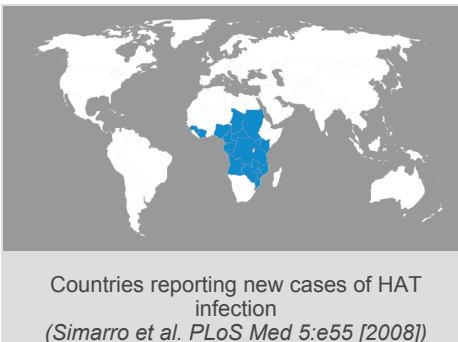 Countries reporting new cases of HAT
infection
(Simarro et al. PLoS Med 5:e55 [2008])